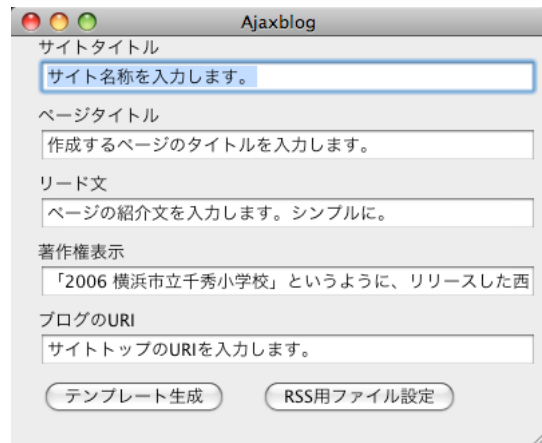 Ajaxblog
サイトタイトル
サイト名称を入力します。
ページタイトル
作成するページのタイトルを入力します。
リード文
ページの紹介文を入力します。シンプルに。
著作権表示
「2006 横浜市立千秀小学校」というように、リリースした西
ブログのURI
サイトトップのURIを入力します。
テンプレート生成 RSS用ファイル設定